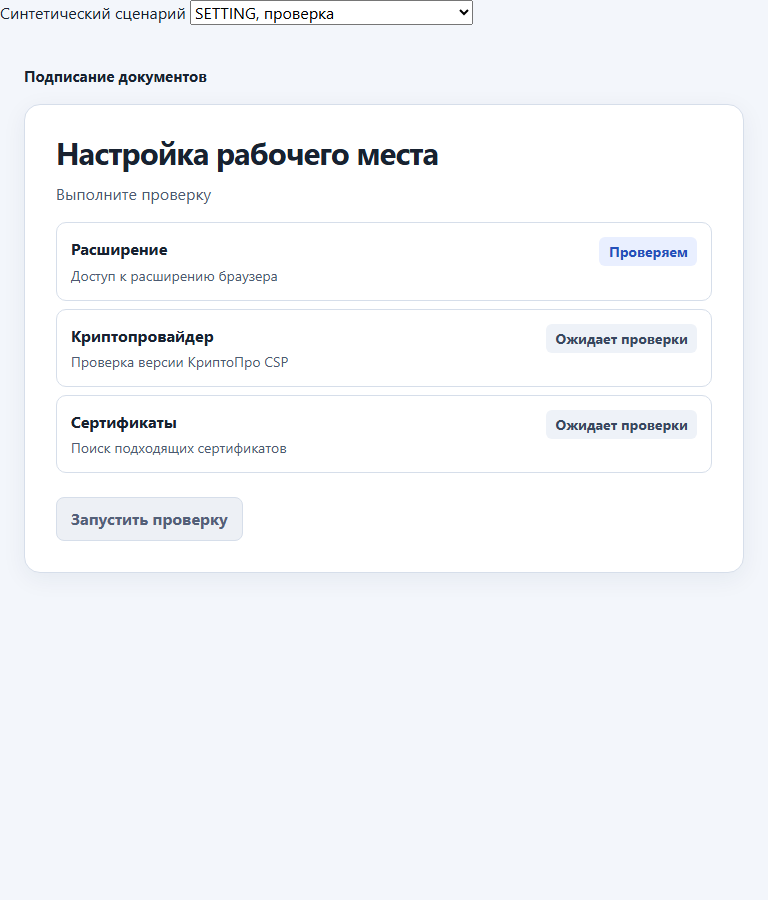 Синтетический сценарий SETTING, проверка
Подписание документов
Настройка рабочего места
Выполните проверку
Расширение
Проверяем
Доступ к расширению браузера
Криптопровайдер
Ожидает проверки
Проверка версии КриптоПро CSP
Сертификаты
Ожидает проверки
Поиск подходящих сертификатов
Запустить проверку